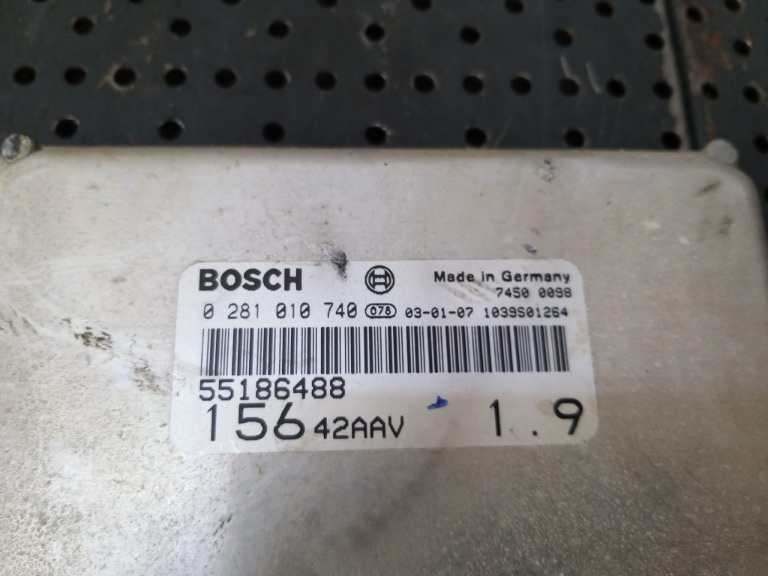 BOSCH Made in Germany
7450 0098
0 281 010 740 078 03-01-07 1039S01264
55186488
156 42AAV 1.9